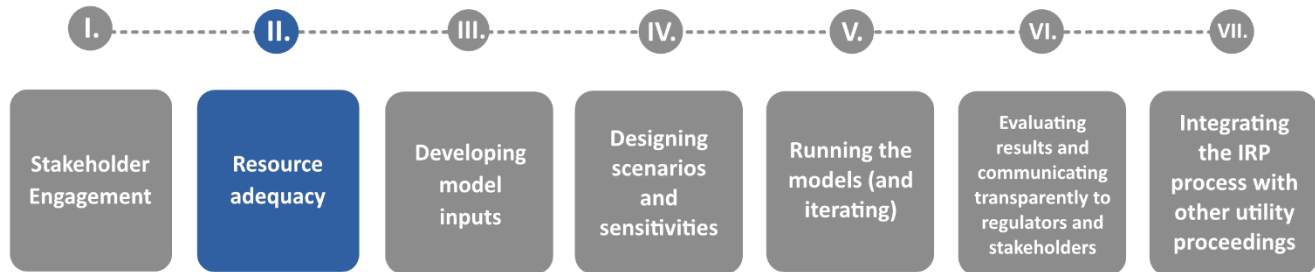 I.
II.
III.
IV.
V.
VI.
VII.
Stakeholder
Engagement
Resource
adequacy
Developing
model
inputs
Designing
scenarios
and
sensitivities
Running the
models (and
iterating)
Evaluating
results and
communicating
transparently to
regulators and
stakeholders
Integrating
the IRP
process with
other utility
proceedings